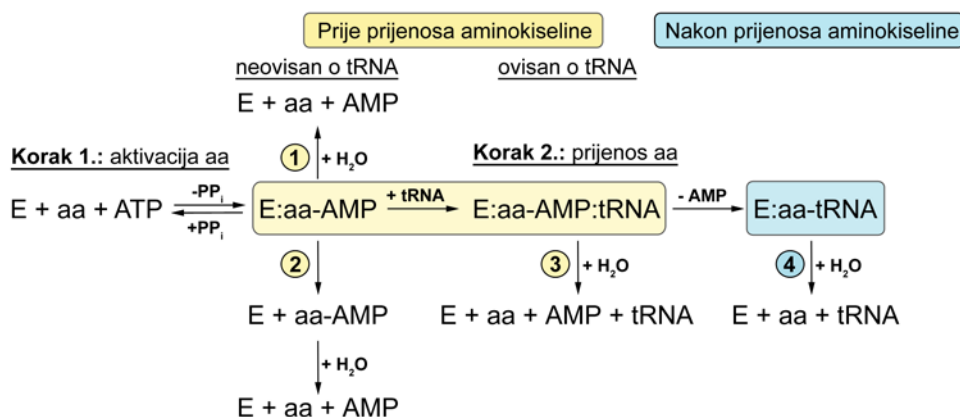 Prije prijenosa aminokiseline
Nakon prijenosa aminokiseline
neovisan o tRNA
ovisan o tRNA
E + aa + AMP
Korak 1.: aktivacija aa
1
+ H₂O
Korak 2.: prijenos aa
E + aa + ATP
-PPᵢ
+PPᵢ
E:aa-AMP
+ tRNA
E:aa-AMP:tRNA
- AMP
E:aa-tRNA
2
3
+ H₂O
4
+ H₂O
E + aa-AMP
E + aa + AMP + tRNA
E + aa + tRNA
+ H₂O
E + aa + AMP